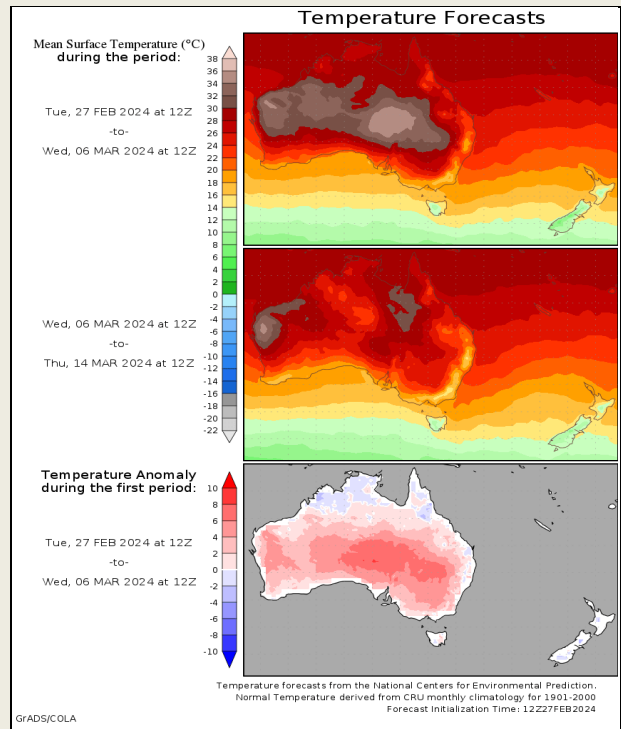 Temperature Forecasts
Mean Surface Temperature (°C)
during the period:
38
36
34
32
30
28
26
24
22
20
18
16
14
12
10
8
6
4
2
0
-2
-4
-6
-8
-10
-12
-14
-16
-18
-20
-22
Tue, 27 FEB 2024 at 12Z
-to-
Wed, 06 MAR 2024 at 12Z
Wed, 06 MAR 2024 at 12Z
-to-
Thu, 14 MAR 2024 at 12Z
Temperature Anomaly
during the first period:
10
8
6
4
2
0
-2
-4
-6
-8
-10
Tue, 27 FEB 2024 at 12Z
-to-
Wed, 06 MAR 2024 at 12Z
Temperature forecasts from the National Centers for Environmental Prediction.
Normal Temperature derived from CRU monthly climatology for 1901-2000
Forecast Initialization Time: 12Z27FEB2024
GrADS/COLA